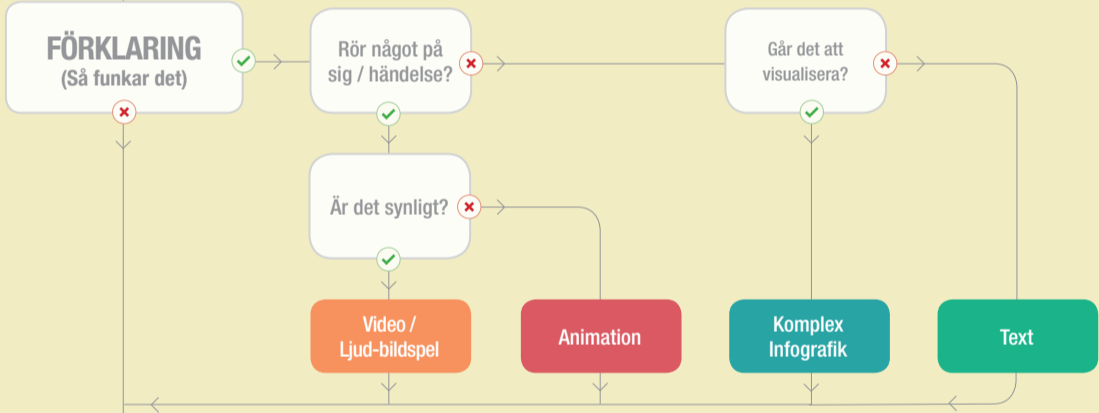 FÖRKLARING
(Så funkar det)
Rör något på
sig / händelse?
Går det att
visualisera?
Är det synligt?
Video /
Ljud-bildspel
Animation
Komplex
Infografik
Text